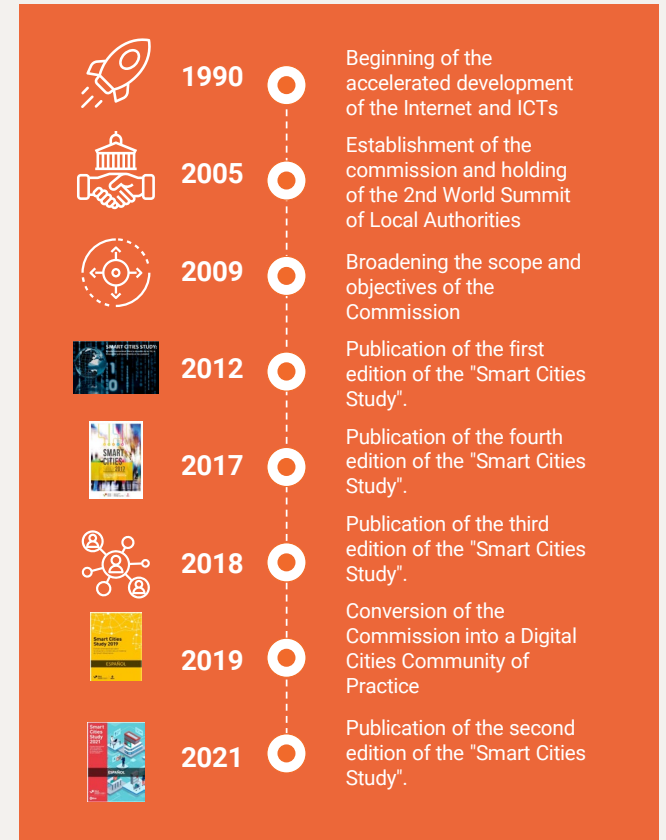 1990
Beginning of the
accelerated development
of the Internet and ICTs
2005
Establishment of the
commission and holding
of the 2nd World Summit
of Local Authorities
2009
Broadening the scope and
objectives of the
Commission
SMART CITIES STUDY:
2012
Publication of the first
edition of the "Smart Cities
Study".
SMART
CITIES
2017
2017
Publication of the fourth
edition of the "Smart Cities
Study".
2018
Publication of the third
edition of the "Smart Cities
Study".
Smart Cities
Study 2019
ESPAÑOL
2019
Conversion of the
Commission into a Digital
Cities Community of
Practice
Smart
Cities
Study
2021
ESPAÑOL
2021
Publication of the second
edition of the "Smart Cities
Study".